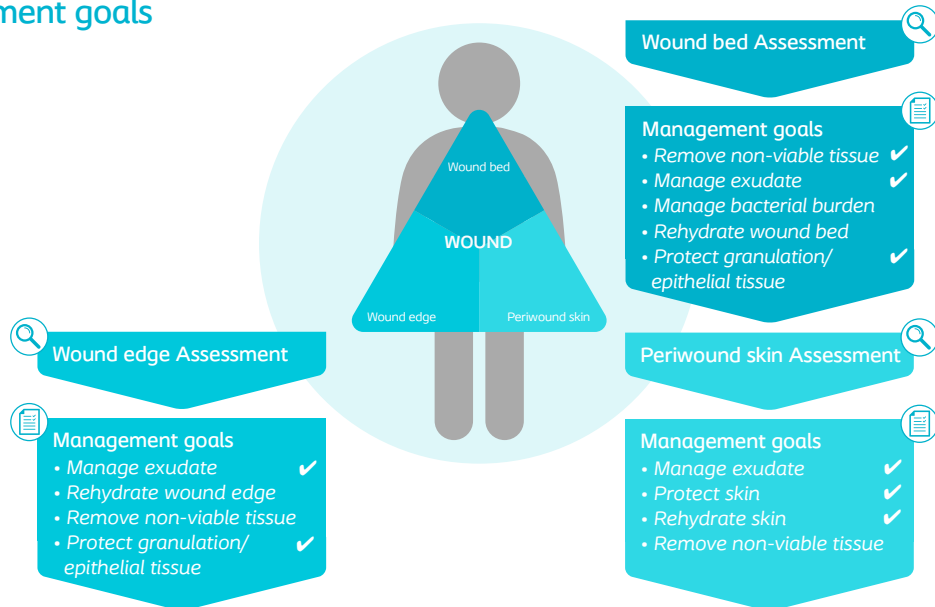 ment goals
Wound bed Assessment
Management goals
• Remove non-viable tissue ✔
• Manage exudate ✔
• Manage bacterial burden
• Rehydrate wound bed
• Protect granulation/ ✔
epithelial tissue
Wound bed
WOUND
Wound edge
Periwound skin
Wound edge Assessment
Management goals
• Manage exudate ✔
• Rehydrate wound edge
• Remove non-viable tissue
• Protect granulation/ ✔
epithelial tissue
Periwound skin Assessment
Management goals
• Manage exudate ✔
• Protect skin ✔
• Rehydrate skin ✔
• Remove non-viable tissue